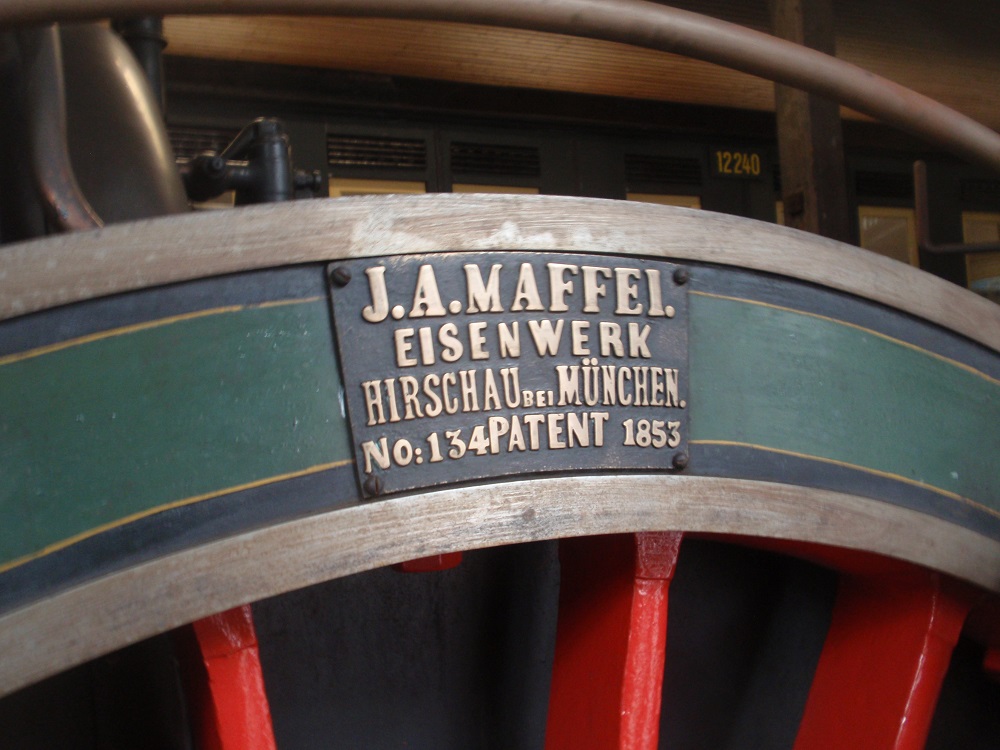 12240
J.A.MAFFEI.
EISENWERK
HIRSCHAU BEI MÜNCHEN.
NO:134 PATENT 1853